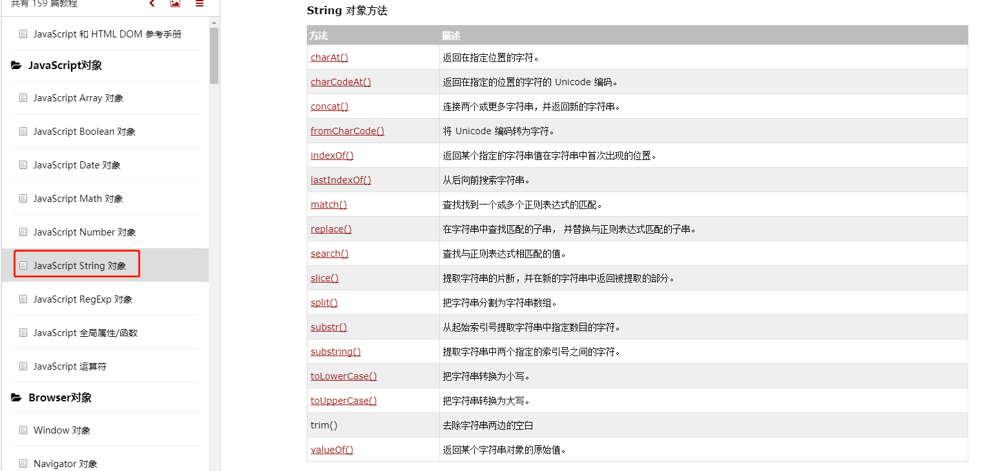 共有 159 篇教程
JavaScript 和 HTML DOM 参考手册
JavaScript对象
JavaScript Array 对象
JavaScript Boolean 对象
JavaScript Date 对象
JavaScript Math 对象
JavaScript Number 对象
JavaScript String 对象
JavaScript RegExp 对象
JavaScript 全局属性/函数
JavaScript 运算符
Browser对象
Window 对象
Navigator 对象
String 对象方法
方法 描述
charAt() 返回在指定位置的字符。
charCodeAt() 返回在指定的位置的字符的 Unicode 编码。
concat() 连接两个或更多字符串，并返回新的字符串。
fromCharCode() 将 Unicode 编码转为字符。
indexOf() 返回某个指定的字符串值在字符串中首次出现的位置。
lastIndexOf() 从后向前搜索字符串。
match() 查找找到一个或多个正则表达式的匹配。
replace() 在字符串中查找匹配的子串， 并替换与正则表达式匹配的子串。
search() 查找与正则表达式相匹配的值。
slice() 提取字符串的片断，并在新的字符串中返回被提取的部分。
split() 把字符串分割为字符串数组。
substr() 从起始索引号提取字符串中指定数目的字符。
substring() 提取字符串中两个指定的索引号之间的字符。
toLowerCase() 把字符串转换为小写。
toUpperCase() 把字符串转换为大写。
trim() 去除字符串两边的空白
valueOf() 返回某个字符串对象的原始值。